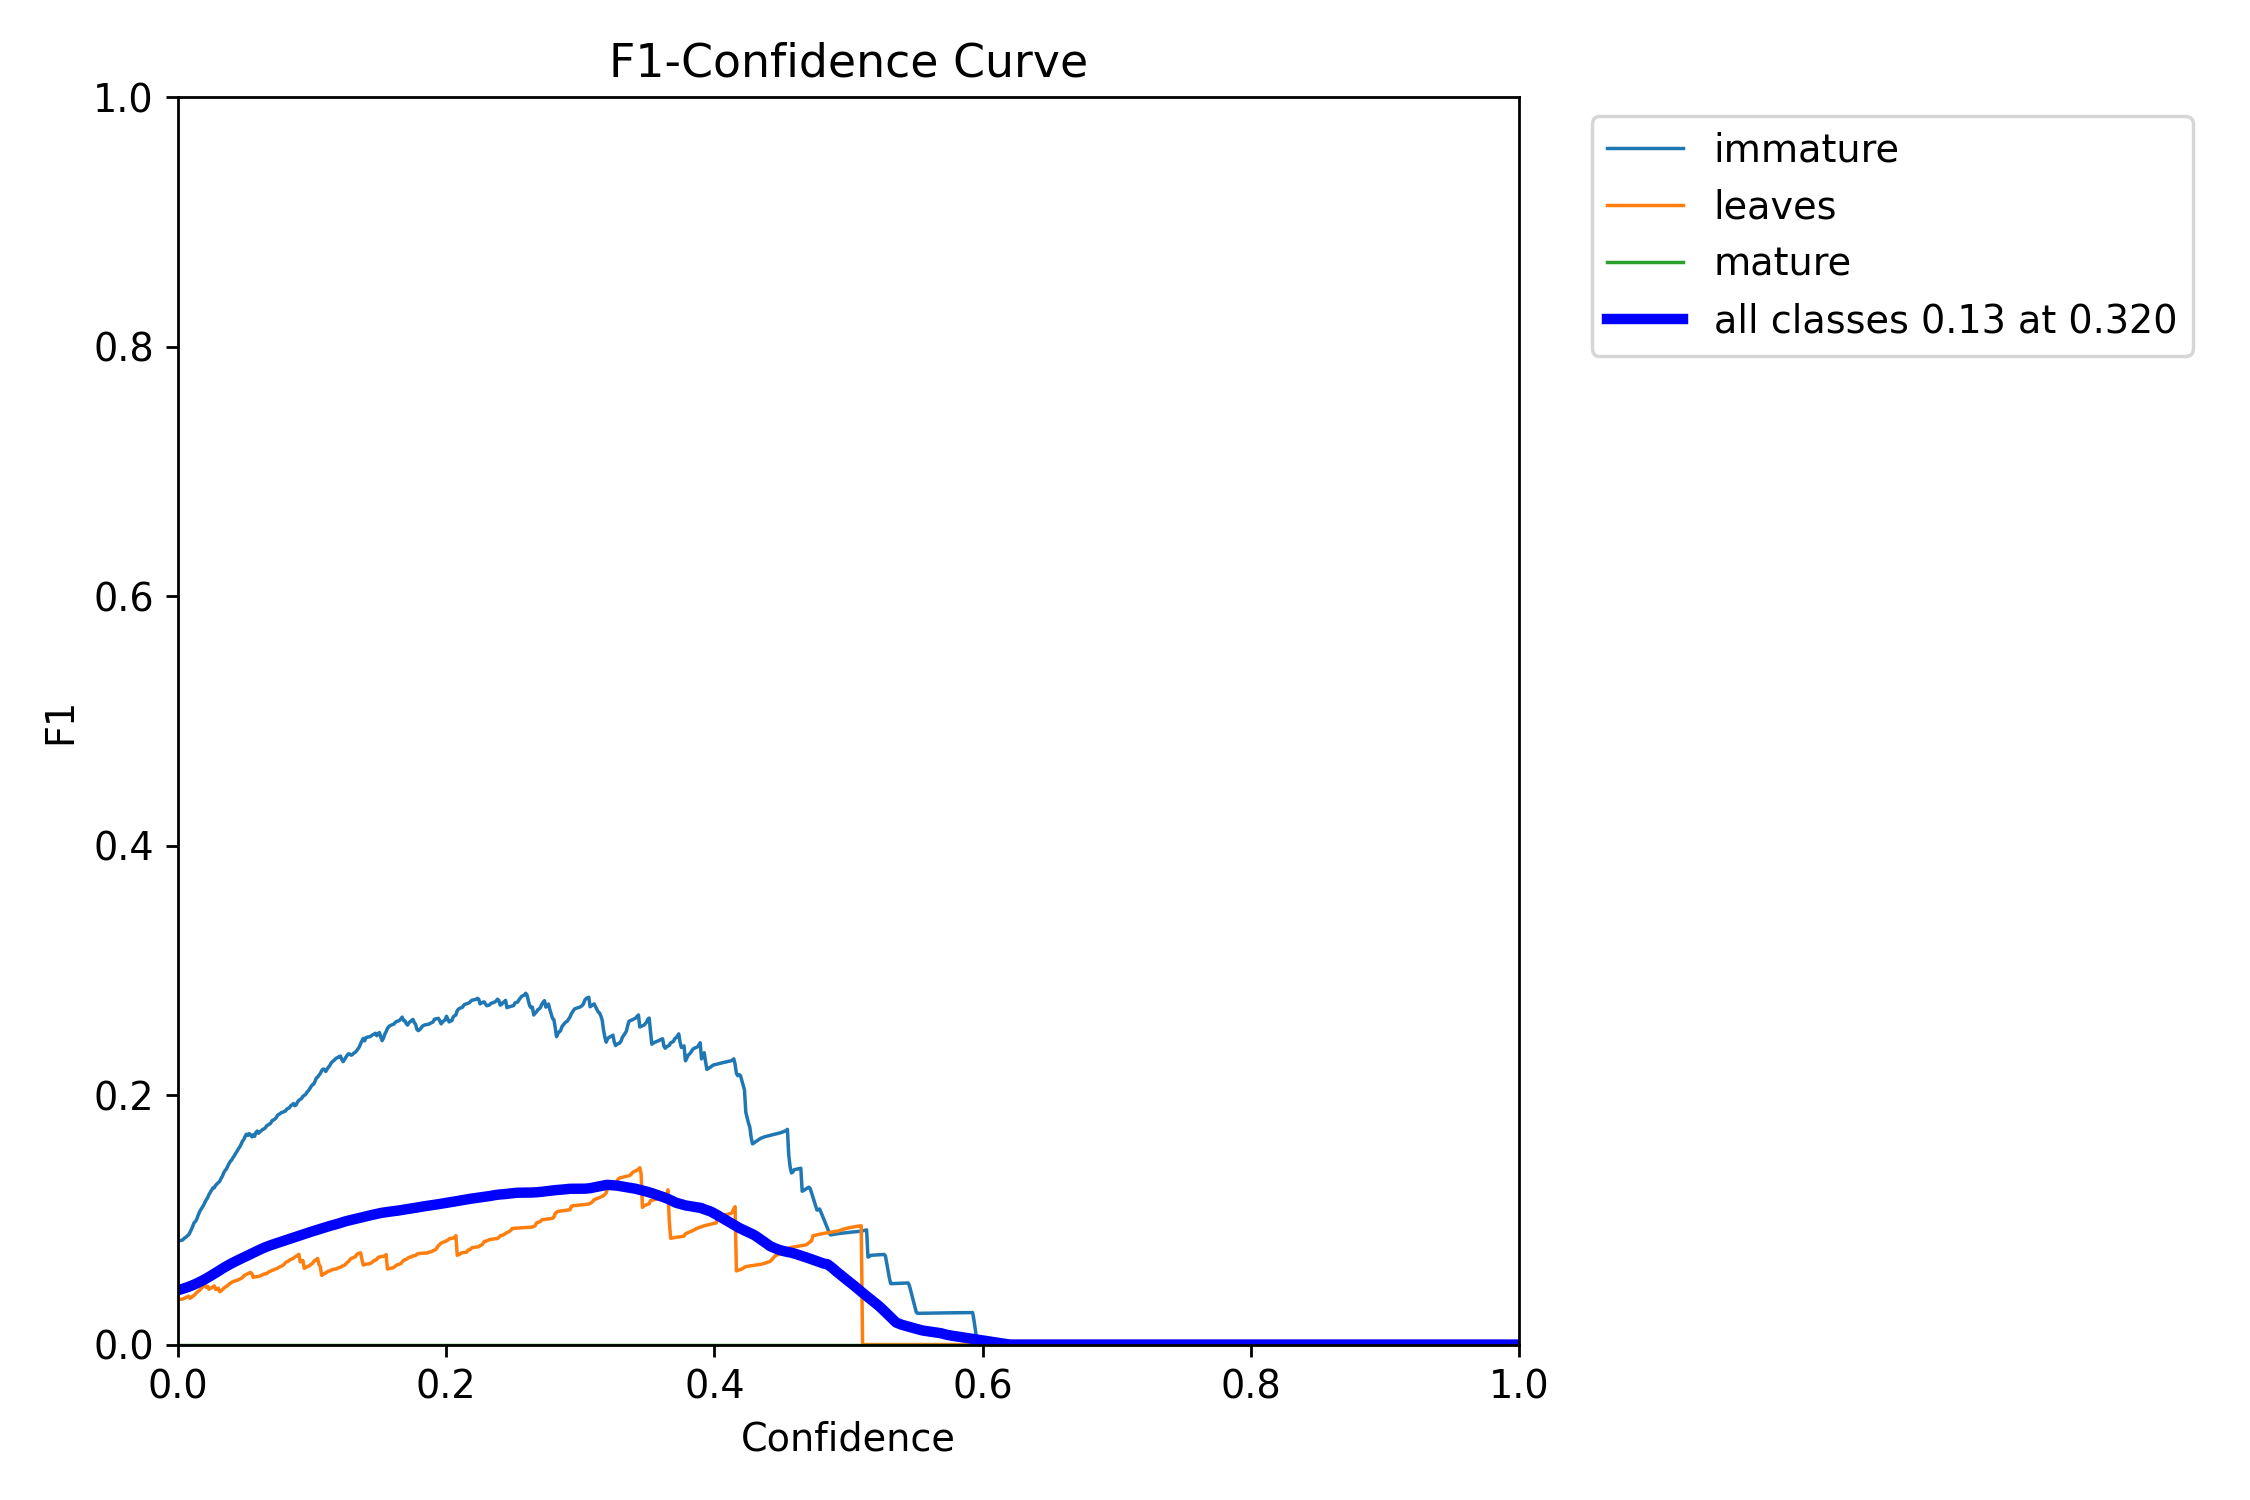 F1-Confidence Curve
1.0
0.8
0.6
0.4
0.2
0.0
F1
0.0 0.2 0.4 0.6 0.8 1.0
Confidence
immature
leaves
mature
all classes 0.13 at 0.320